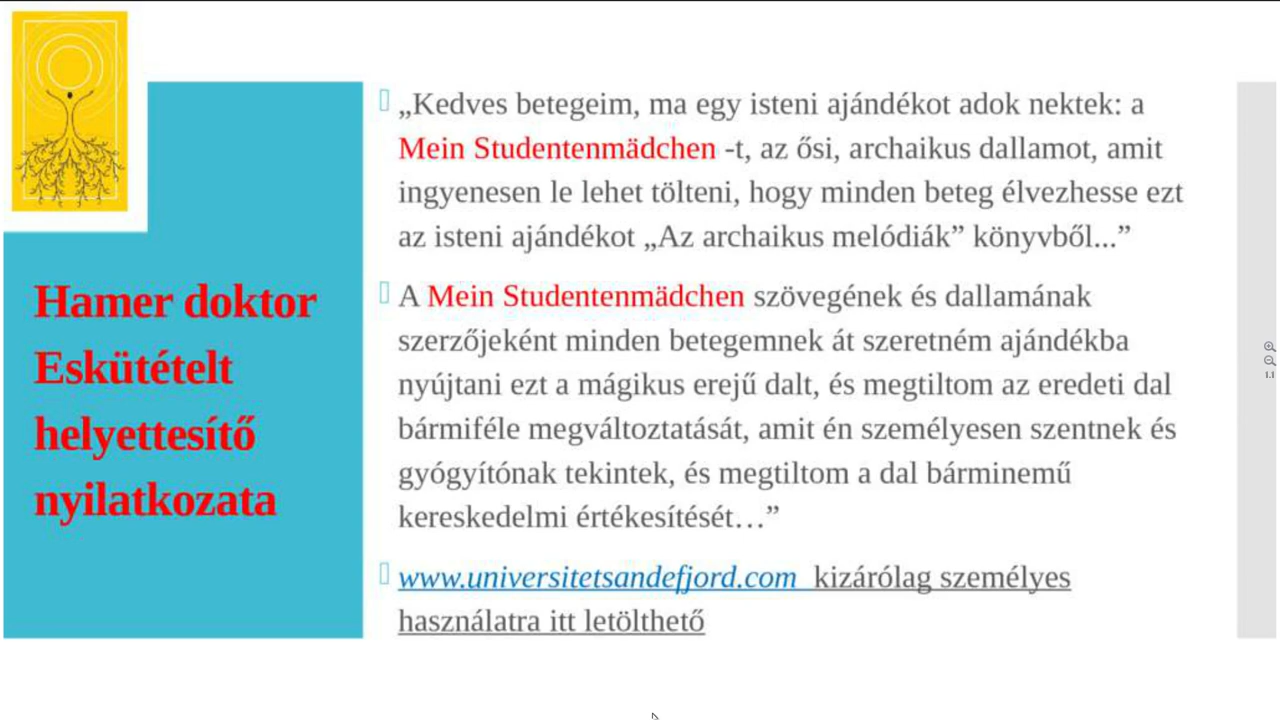 Hamer doktor
Eskütételt
helyettesítő
nyilatkozata
„Kedves betegeim, ma egy isteni ajándékot adok nektek: a
Mein Studentenmädchen -t, az ősi, archaikus dallamot, amit
ingyenesen le lehet tölteni, hogy minden beteg élvezhesse ezt
az isteni ajándékot „Az archaikus melódiák” könyvből...”
A Mein Studentenmädchen szövegének és dallamának
szerzőjeként minden betegemnek át szeretném ajándékba
nyújtani ezt a mágikus erejű dalt, és megtiltom az eredeti dal
bármiféle megváltoztatását, amit én személyesen szentnek és
gyógyítónak tekintek, és megtiltom a dal bárminemű
kereskedelmi értékesítését…”
www.universitetsandefjord.com kizárólag személyes
használatra itt letölthető
1:1